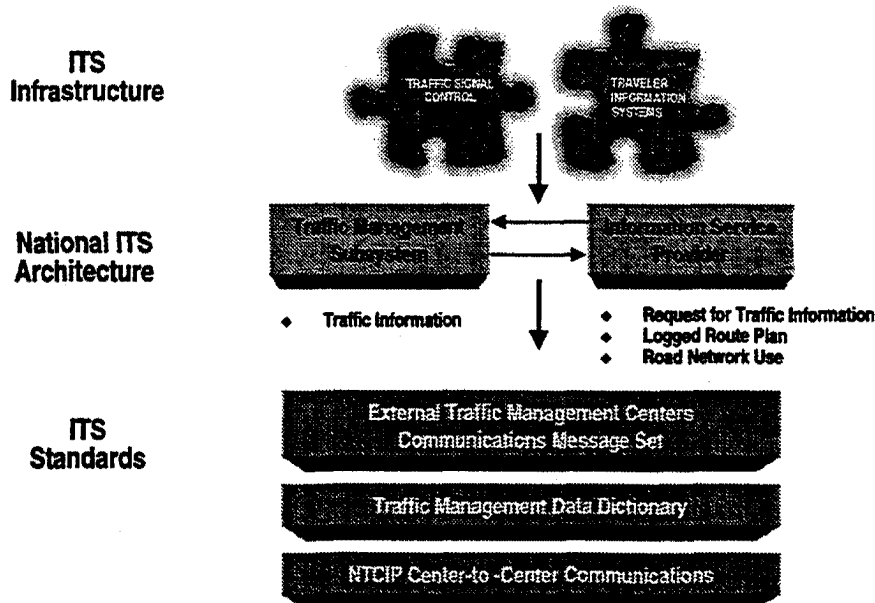 ITS
Infrastructure
TRAFFIC SIGNAL
CONTROL
TRAVELER
INFORMATION
SYSTEMS
National ITS
Architecture
Traffic Management
Subsystem
Information Service
Provider
◆ Traffic Information
◆ Request for Traffic Information
◆ Logged Route Plan
◆ Road Network Use
ITS
Standards
External Traffic Management Centers
Communications Message Set
Traffic Management Data Dictionary
NTCIP Center-to -Center Communications